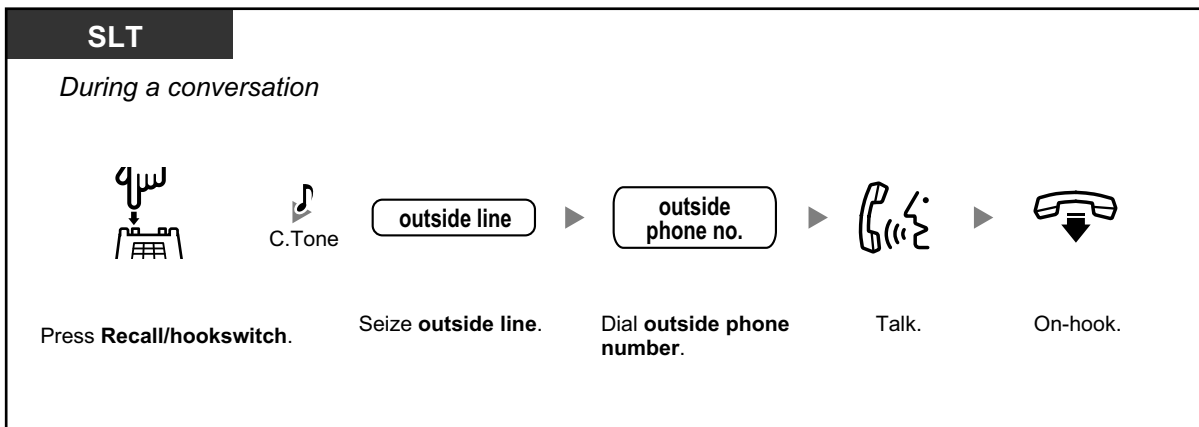 SLT
During a conversation
C.Tone
outside line
outside
phone no.
Press Recall/hookswitch.
Seize outside line.
Dial outside phone
number.
Talk.
On-hook.